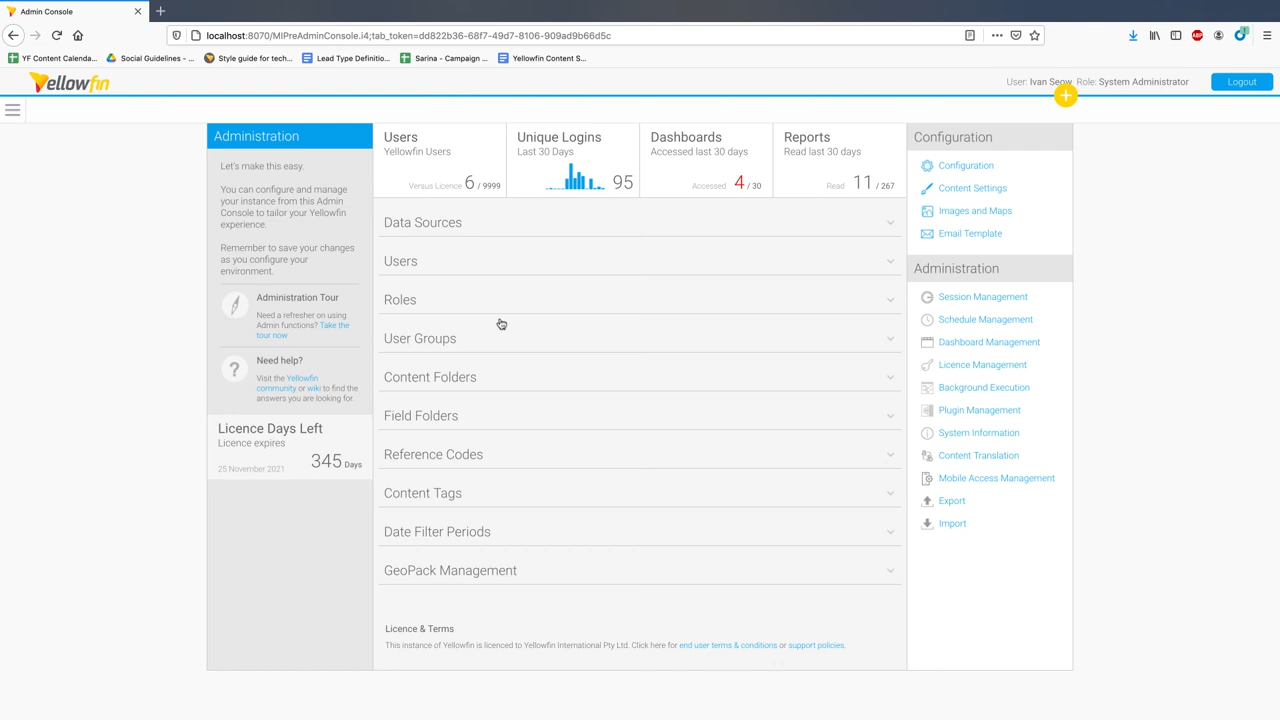 Admin Console
localhost:8070/MIPreAdminConsole.i4;tab_token=dd822b36-68f7-49d7-8106-909ad9b66d5c
YF Content Calenda...
Social Guidelines - ...
Style guide for tech...
Lead Type Definitio...
Sarina - Campaign ...
Yellowfin Content S...
ABP
Yellowfin
User: Ivan Seow Role: System Administrator
Logout
Administration
Let's make this easy.
You can configure and manage
your instance from this Admin
Console to tailor your Yellowfin
experience.
Remember to save your changes
as you configure your
environment.
Administration Tour
Need a refresher on using
Admin functions? Take the
tour now
Need help?
Visit the Yellowfin
community or wiki to find the
answers you are looking for.
Licence Days Left
Licence expires
25 November 2021
345 Days
Users
Yellowfin Users
Versus Licence 6 / 9999
Unique Logins
Last 30 Days
95
Dashboards
Accessed last 30 days
Accessed 4 / 30
Reports
Read last 30 days
Read 11 / 267
Data Sources
Users
Roles
User Groups
Content Folders
Field Folders
Reference Codes
Content Tags
Date Filter Periods
GeoPack Management
Licence & Terms
This instance of Yellowfin is licenced to Yellowfin International Pty Ltd. Click here for end user terms & conditions or support policies.
Configuration
Configuration
Content Settings
Images and Maps
Email Template
Administration
Session Management
Schedule Management
Dashboard Management
Licence Management
Background Execution
Plugin Management
System Information
Content Translation
Mobile Access Management
Export
Import